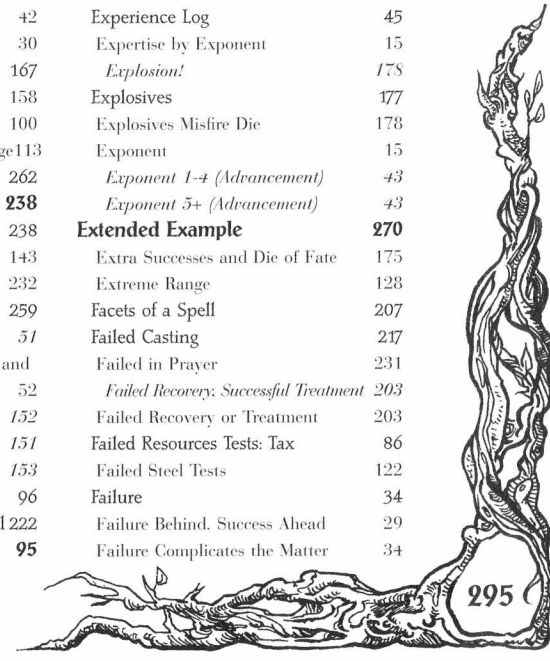 42 Experience Log 45
30 Expertise by Exponent 15
167 Explosion! 178
158 Explosives 177
100 Explosives Misfire Die 178
ge113 Exponent 15
262 Exponent 1-4 (Advancement) 43
238 Exponent 5+ (Advancement) 43
238 Extended Example 270
143 Extra Successes and Die of Fate 175
232 Extreme Range 128
259 Facets of a Spell 207
51 Failed Casting 217
and Failed in Prayer 231
52 Failed Recovery; Successful Treatment 203
152 Failed Recovery or Treatment 203
151 Failed Resources Tests: Tax 86
153 Failed Steel Tests 122
96 Failure 34
1222 Failure Behind, Success Ahead 29
95 Failure Complicates the Matter 34
295